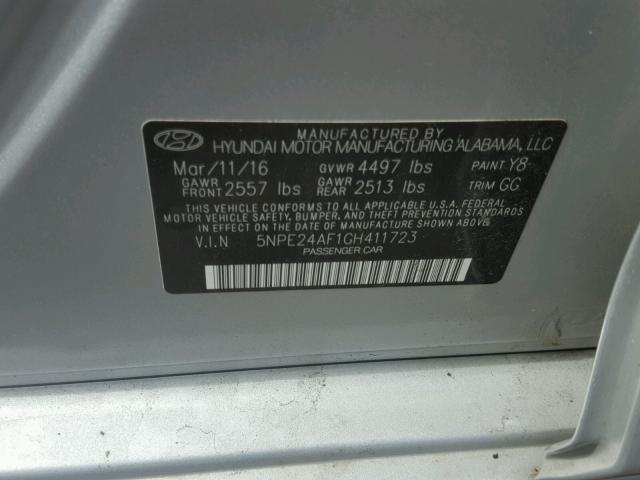 MANUFACTURED BY
HYUNDAI MOTOR MANUFACTURING ALABAMA, LLC
Mar/11/16 GVWR 4497 lbs PAINT Y8
GAWR FRONT 2557 lbs GAWR REAR 2513 lbs TRIM GG
THIS VEHICLE CONFORMS TO ALL APPLICABLE U.S.A. FEDERAL
MOTOR VEHICLE SAFETY, BUMPER, AND THEFT PREVENTION STANDARDS
IN EFFECT ON THE DATE OF MANUFACTURE SHOWN ABOVE
V.I.N 5NPE24AF1GH411723
PASSENGER CAR